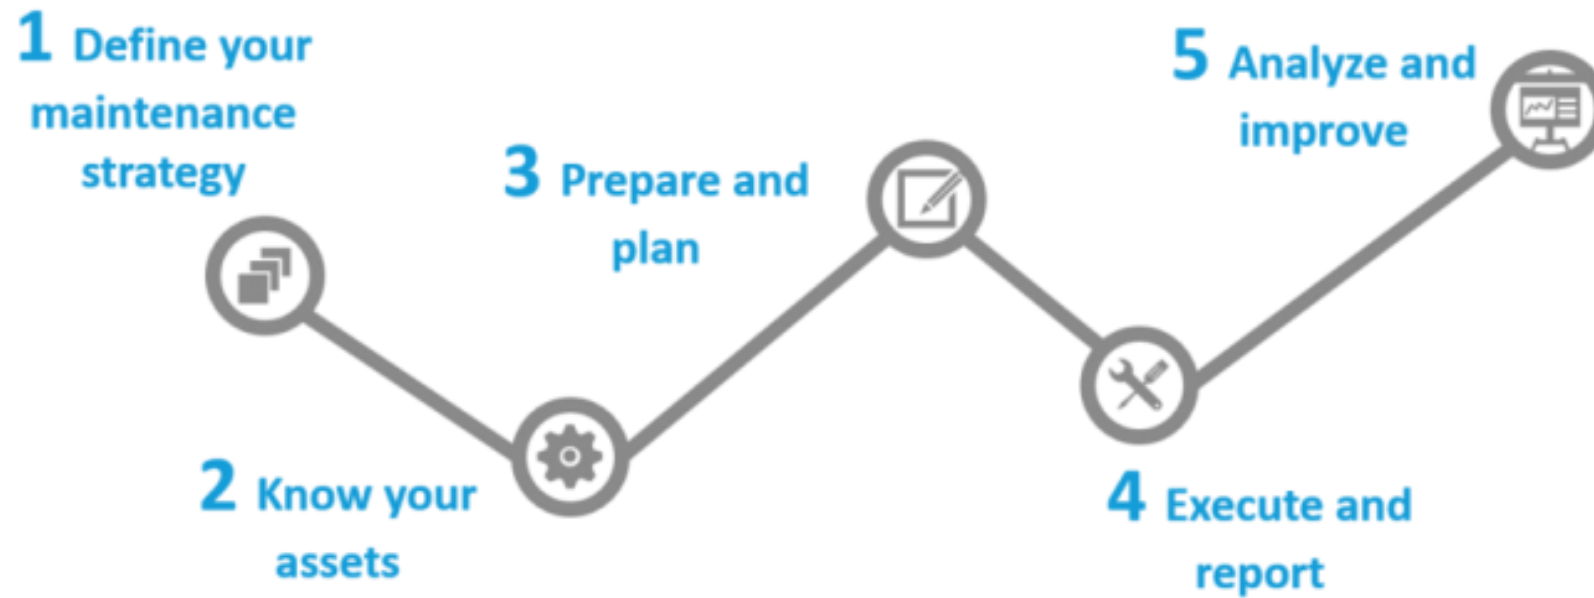 1 Define your
maintenance
strategy
2 Know your
assets
3 Prepare and
plan
4 Execute and
report
5 Analyze and
improve